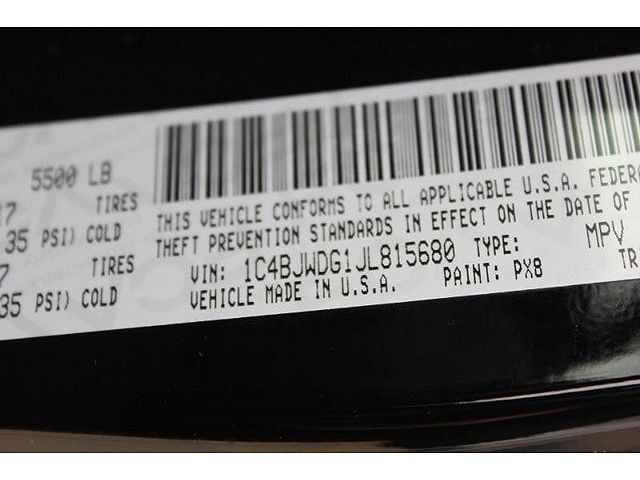 5500 LB
TIRES
35 PSI) COLD
TIRES
35 PSI) COLD
THIS VEHICLE CONFORMS TO ALL APPLICABLE U.S.A. FEDERA
THEFT PREVENTION STANDARDS IN EFFECT ON THE DATE OF
VIN: 1C4BJWDG1JL815680 TYPE: MPV
VEHICLE MADE IN U.S.A. PAINT: PX8 TR